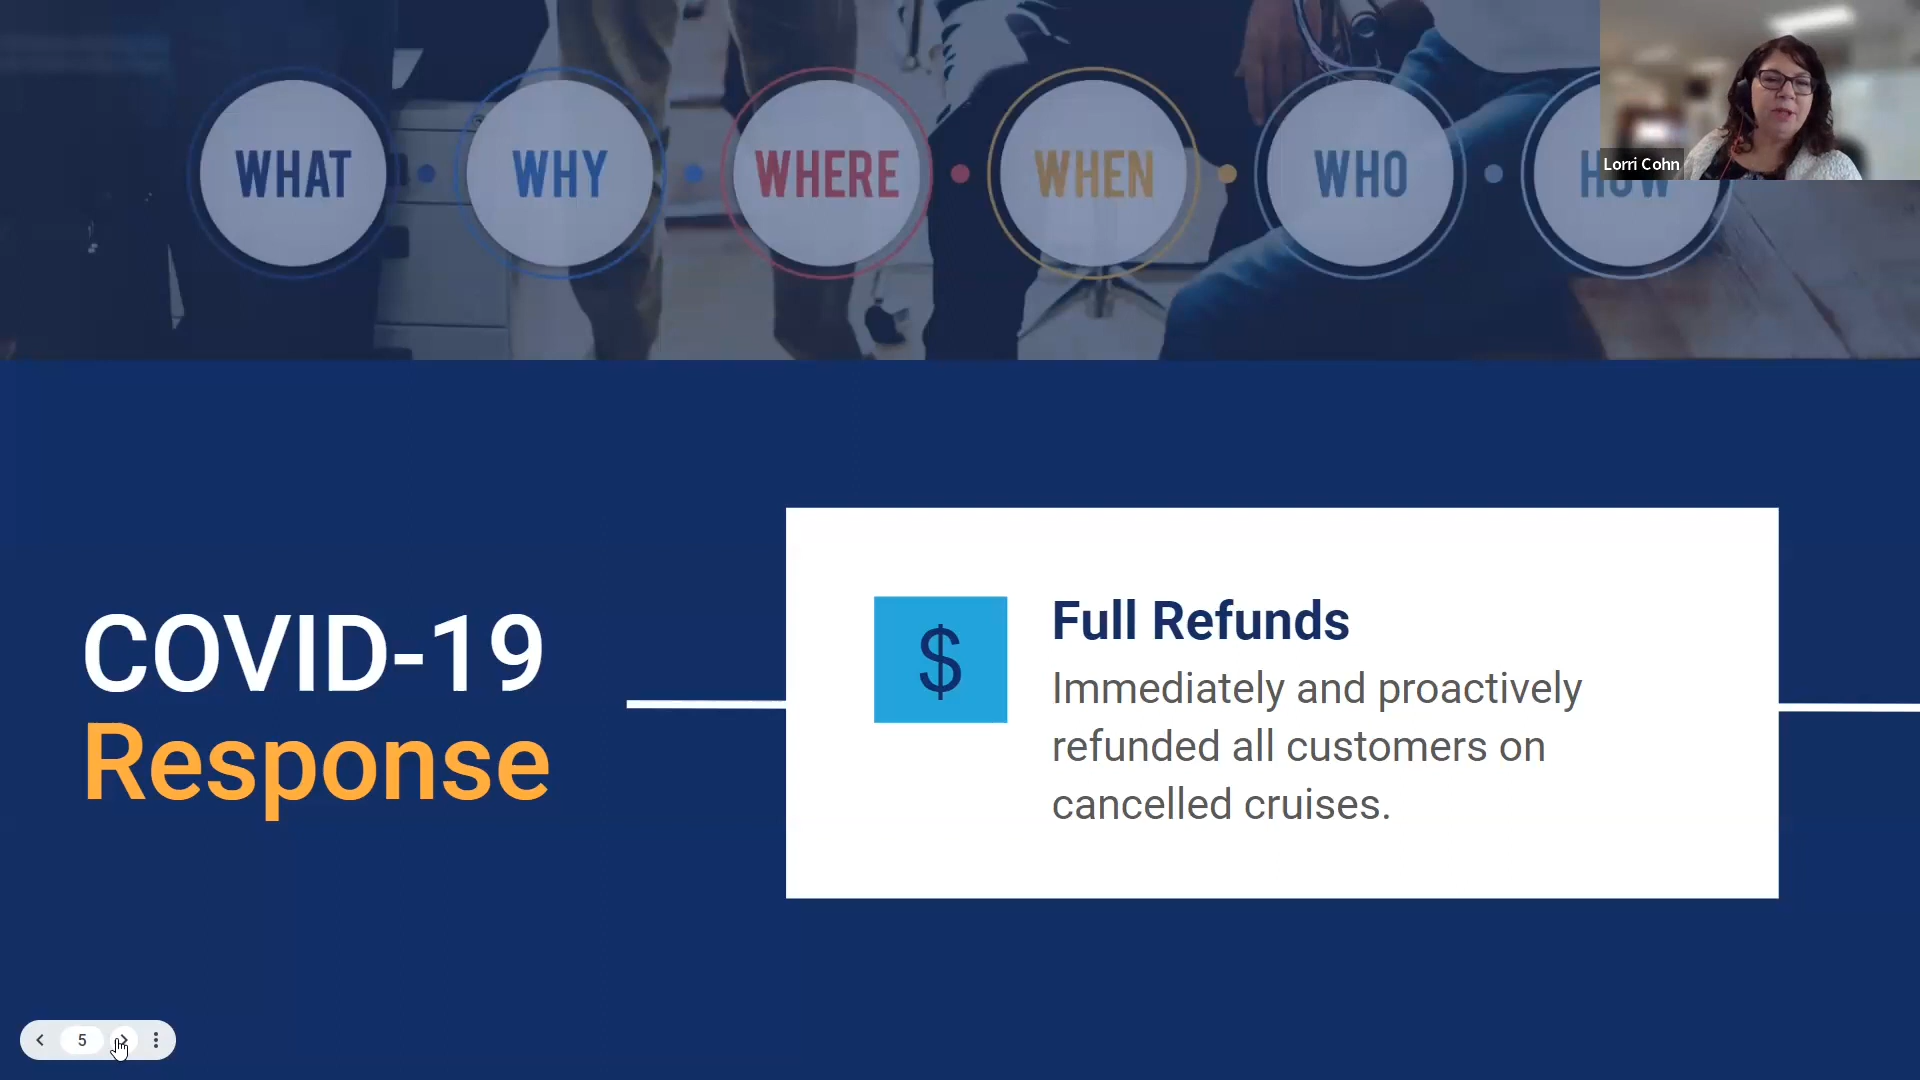 WHAT
WHY
WHERE
WHEN
WHO
HOW
Lorri Cohn
COVID-19
Response
$
Full Refunds
Immediately and proactively
refunded all customers on
cancelled cruises.
5